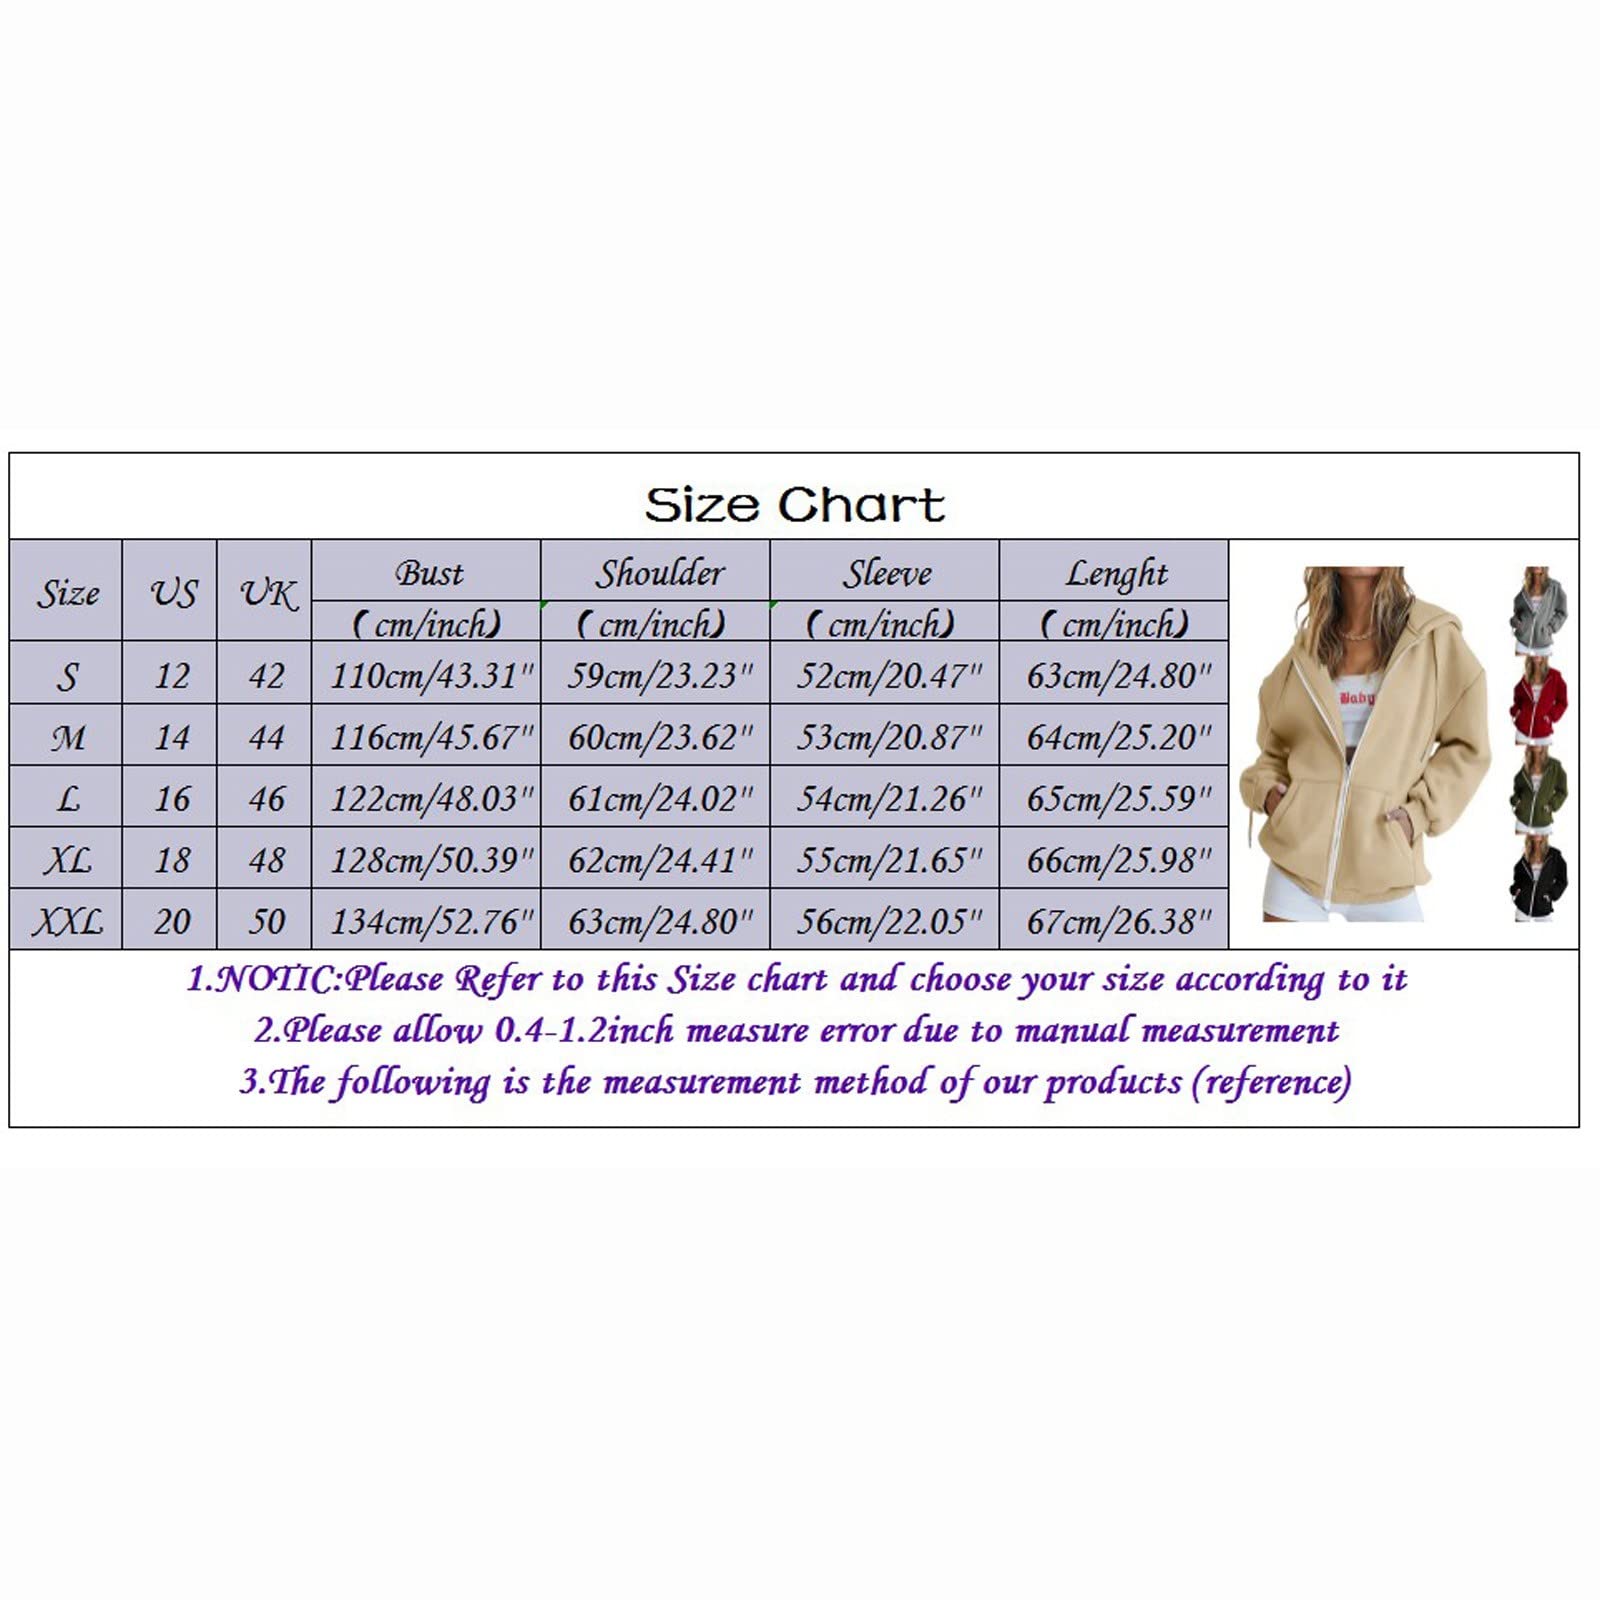 Size Chart
Size US UK Bust Shoulder Sleeve Lenght
( cm/inch) ( cm/inch) ( cm/inch) ( cm/inch)
S 12 42 110cm/43.31" 59cm/23.23" 52cm/20.47" 63cm/24.80"
M 14 44 116cm/45.67" 60cm/23.62" 53cm/20.87" 64cm/25.20"
L 16 46 122cm/48.03" 61cm/24.02" 54cm/21.26" 65cm/25.59"
XL 18 48 128cm/50.39" 62cm/24.41" 55cm/21.65" 66cm/25.98"
XXL 20 50 134cm/52.76" 63cm/24.80" 56cm/22.05" 67cm/26.38"
Baby
1.NOTIC:Please Refer to this Size chart and choose your size according to it
2.Please allow 0.4-1.2inch measure error due to manual measurement
3.The following is the measurement method of our products (reference)